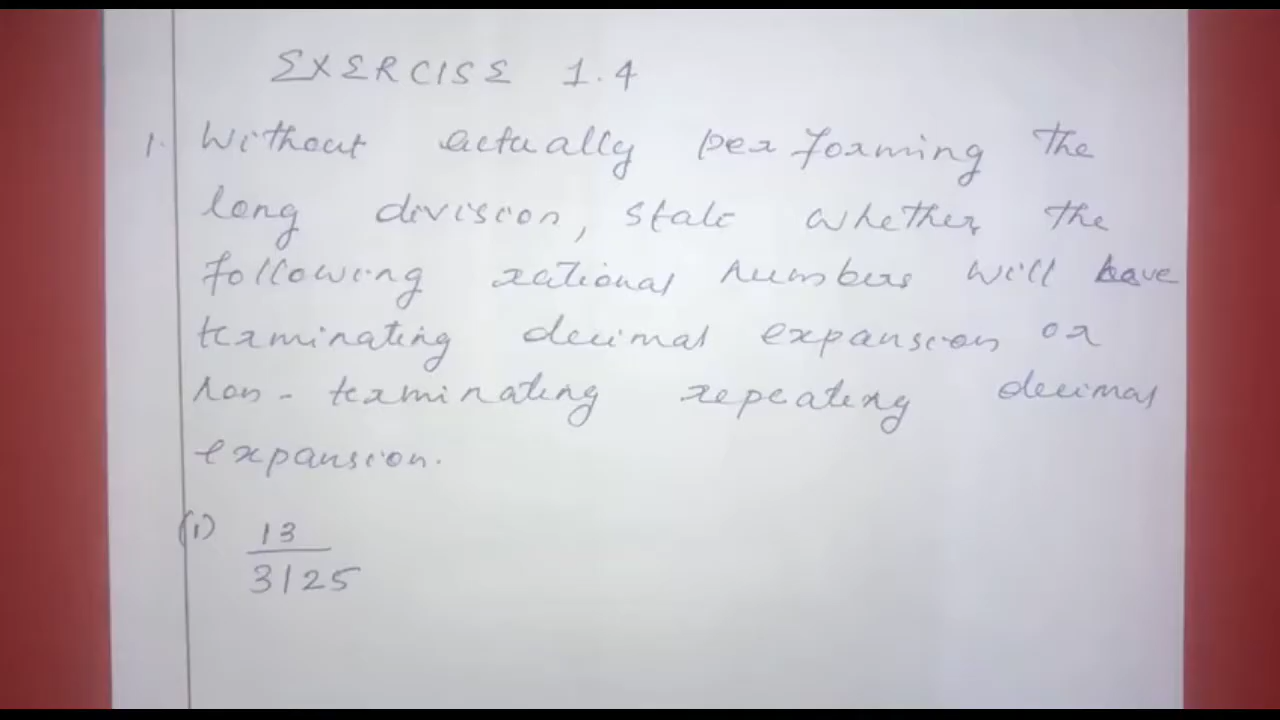 EXERCISE 1.4
1. Without actually performing the
long division, state whether the
following rational numbers will have
terminating decimal expansion or
non-terminating repeating decimal
expansion.
(i) 13
3125